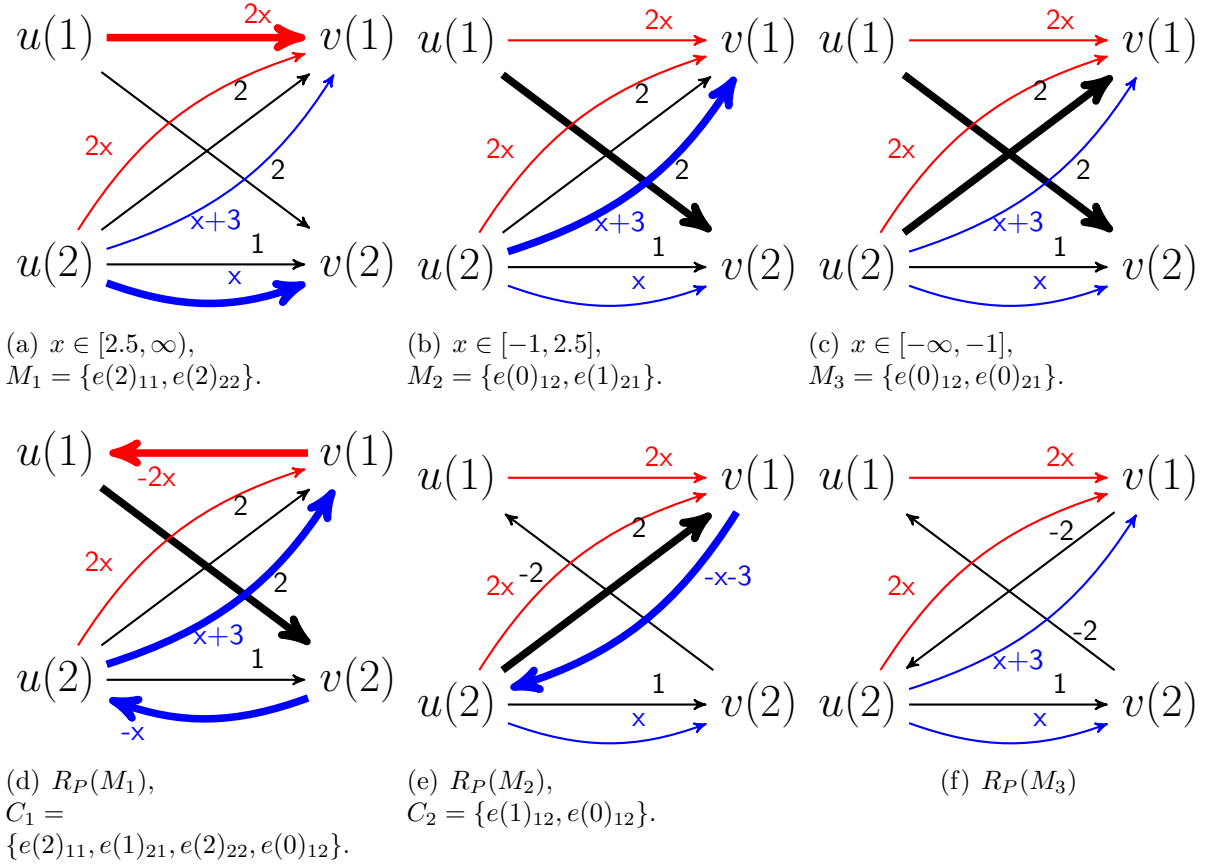 u(1) 2x v(1)
2
2x
2
x+3
1
u(2) x v(2)
(a) x ∈ [2.5, ∞),
M₁ = {e(2)₁₁, e(2)₂₂}.
u(1) 2x v(1)
2
2x
2
x+3
1
u(2) x v(2)
(b) x ∈ [−1, 2.5],
M₂ = {e(0)₁₂, e(1)₂₁}.
u(1) 2x v(1)
2
2x
2
x+3
1
u(2) x v(2)
(c) x ∈ [−∞, −1],
M₃ = {e(0)₁₂, e(0)₂₁}.
u(1) v(1)
-2x
2
2x
2
x+3
1
u(2) v(2)
-x
(d) R_P(M₁),
C₁ =
{e(2)₁₁, e(1)₂₁, e(2)₂₂, e(0)₁₂}.
u(1) 2x v(1)
2
2x -2 -x-3
1
u(2) x v(2)
(e) R_P(M₂),
C₂ = {e(1)₁₂, e(0)₁₂}.
u(1) 2x v(1)
-2
2x
-2
x+3
1
u(2) x v(2)
(f) R_P(M₃)